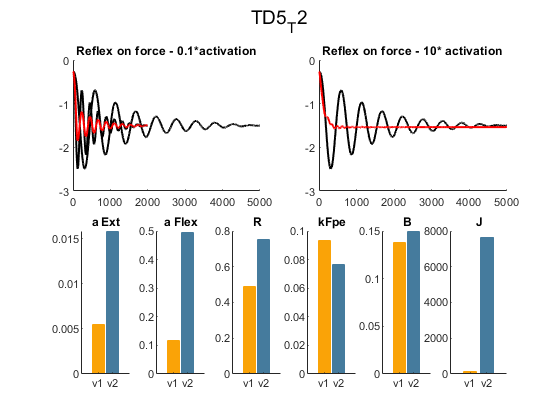 TD5T2
Reflex on force - 0.1*activation
Reflex on force - 10* activation
0
-1
-2
-3
0 1000 2000 3000 4000 5000
0
-1
-2
-3
0 1000 2000 3000 4000 5000
a Ext
0.015
0.01
0.005
0
v1 v2
a Flex
0.5
0.4
0.3
0.2
0.1
0
v1 v2
R
0.8
0.6
0.4
0.2
0
v1 v2
kFpe
0.1
0.08
0.06
0.04
0.02
0
v1 v2
B
0.15
0.1
0.05
0
v1 v2
J
8000
6000
4000
2000
0
v1 v2